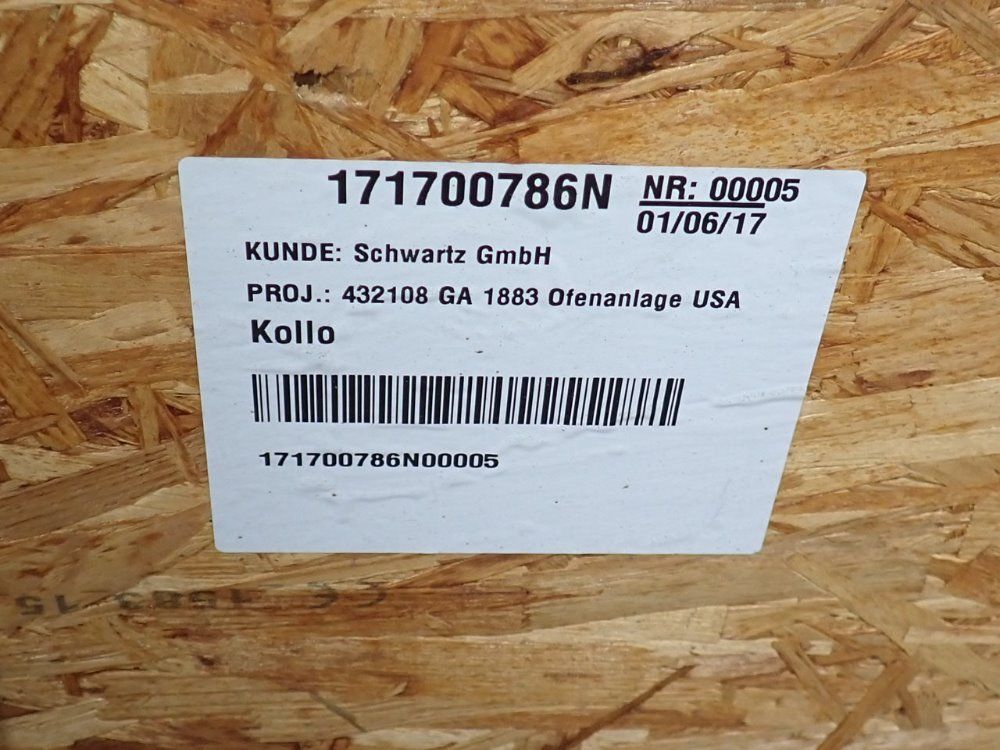 171700786N
NR: 00005
01/06/17
KUNDE: Schwartz GmbH
PROJ.: 432108 GA 1883 Ofenanlage USA
Kollo
171700786N00005